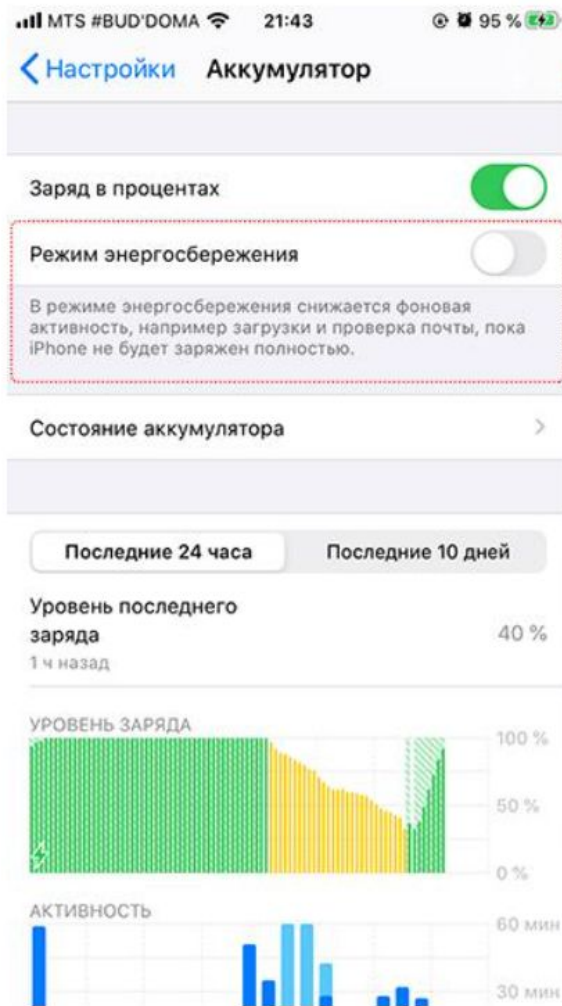 MTS #BUD'DOMA 21:43 95 %
Настройки Аккумулятор
Заряд в процентах
Режим энергосбережения
В режиме энергосбережения снижается фоновая
активность, например загрузки и проверка почты, пока
iPhone не будет заряжен полностью.
Состояние аккумулятора
Последние 24 часа Последние 10 дней
Уровень последнего
заряда
40 %
1 ч назад
УРОВЕНЬ ЗАРЯДА
100 %
50 %
0 %
АКТИВНОСТЬ
60 мин
30 мин